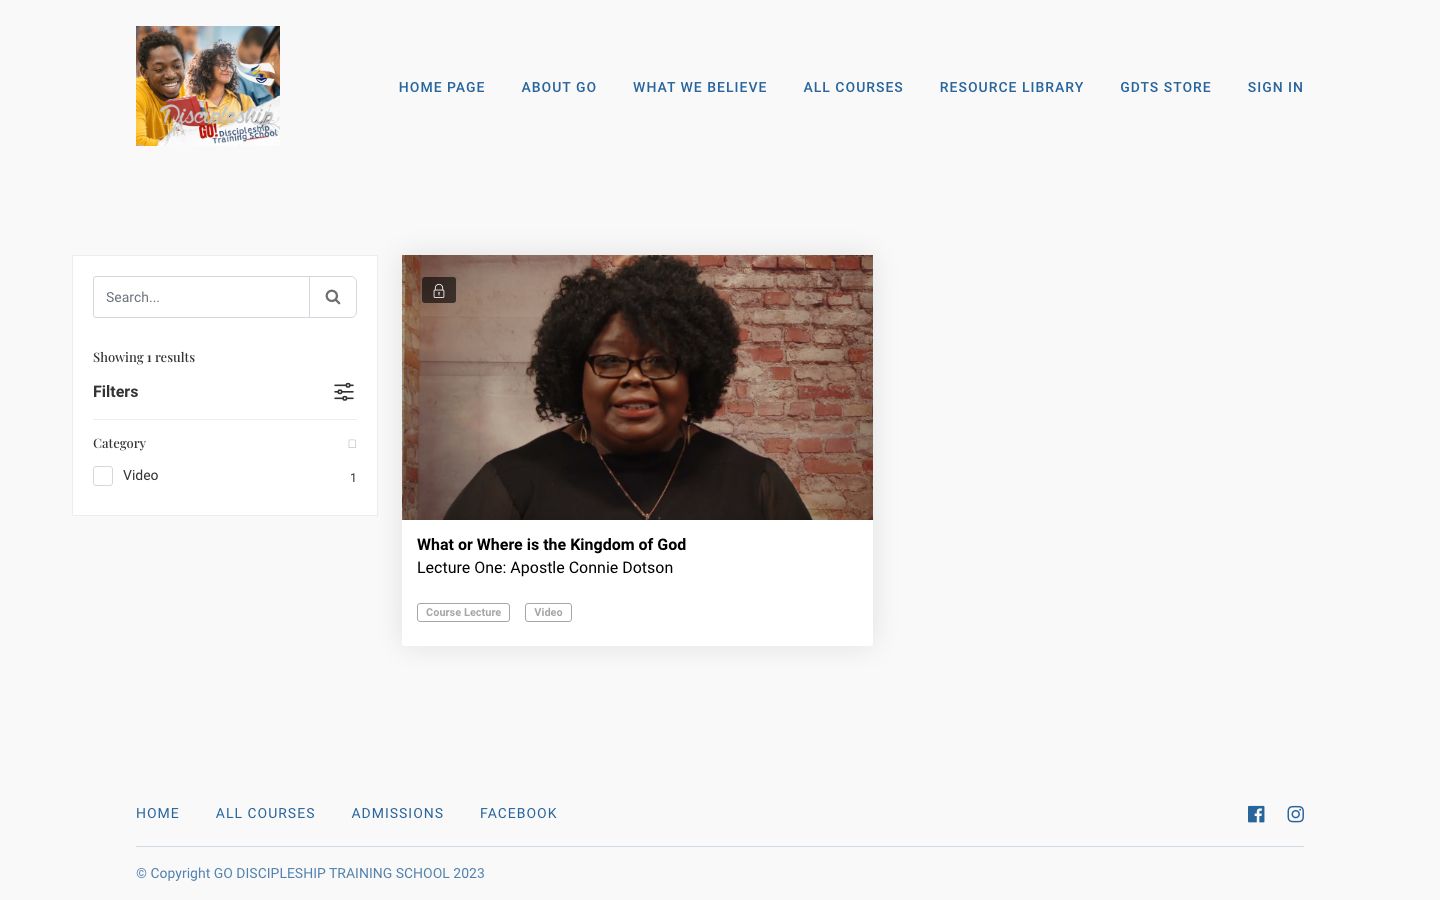 Discipleship
GO! Discipleship
Training School
HOME PAGE
ABOUT GO
WHAT WE BELIEVE
ALL COURSES
RESOURCE LIBRARY
GDTS STORE
SIGN IN
Search...
Showing 1 results
Filters
Category
Video
1
What or Where is the Kingdom of God
Lecture One: Apostle Connie Dotson
Course Lecture
Video
HOME
ALL COURSES
ADMISSIONS
FACEBOOK
© Copyright GO DISCIPLESHIP TRAINING SCHOOL 2023